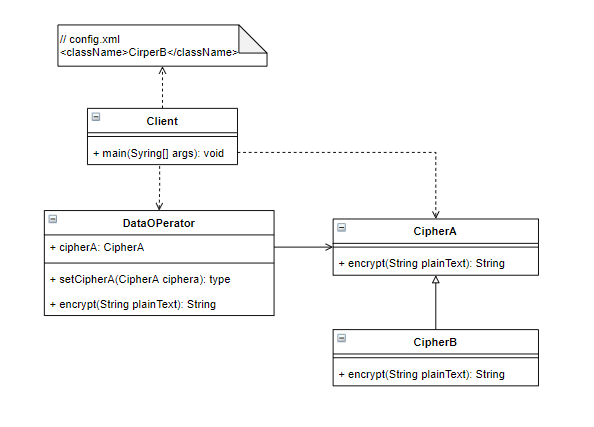 // config.xml
<className>CirperB</className>
Client
+ main(Syring[] args): void
DataOPerator
+ cipherA: CipherA
+ setCipherA(CipherA ciphera): type
+ encrypt(String plainText): String
CipherA
+ encrypt(String plainText): String
CipherB
+ encrypt(String plainText): String